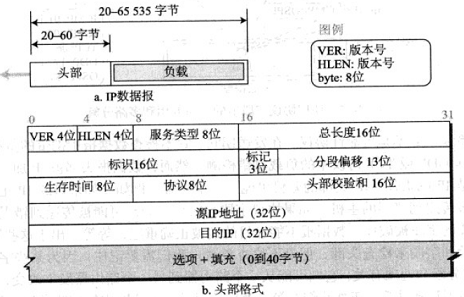 20–65 535 字节
20–60 字节
头部
负载
a. IP数据报
图例
VER: 版本号
HLEN: 版本号
byte: 8位
0 4 8 16 31
VER 4位 HLEN 4位 服务类型 8位 总长度16位
标识16位 标记 3位 分段偏移 13位
生存时间 8位 协议8位 头部校验和 16位
源IP地址（32位）
目的IP（32位）
选项＋填充（0到40字节）
b. 头部格式